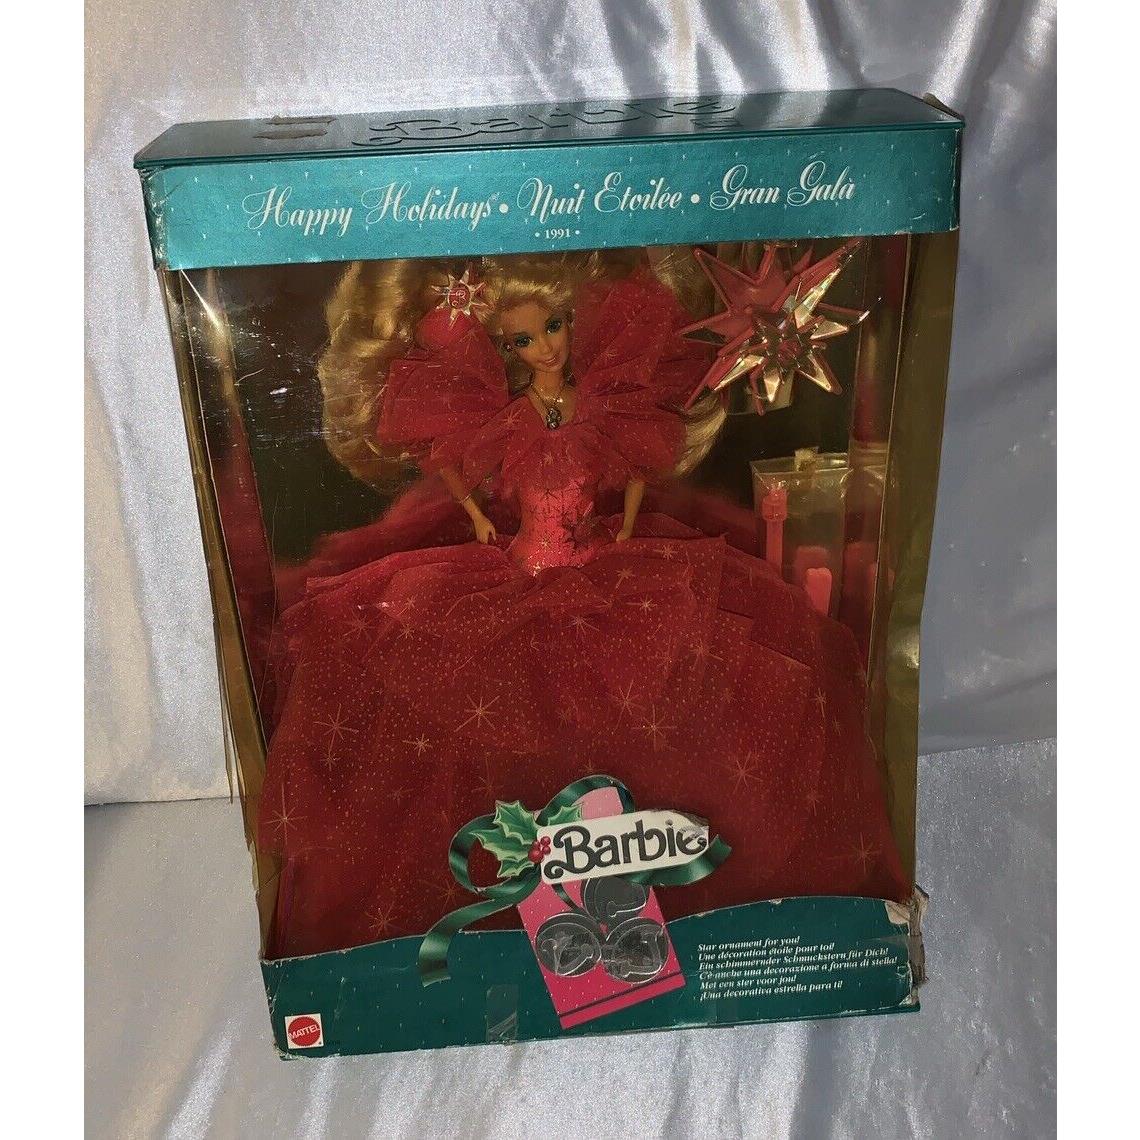 Barbie
Happy Holidays • Nuit Etoilée • Gran Galà
• 1991 •
Barbie
Star ornament for you!
Une décoration étoile pour toi!
Ein schimmernder Schmuckstern für Dich!
C'è anche una decorazione a forma di stella!
Met een ster voor jou!
¡Una decorativa estrella para ti!
MATTEL